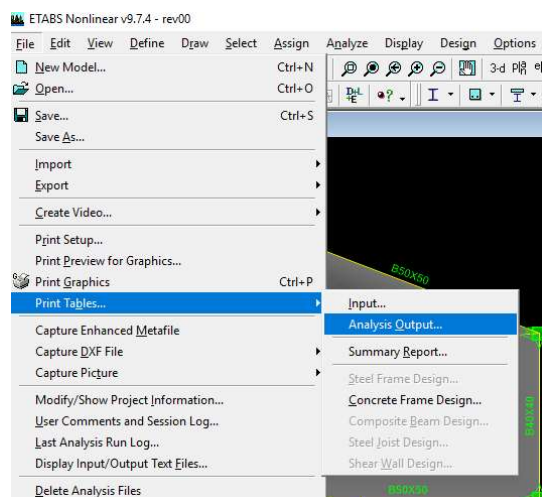 ETABS Nonlinear v9.7.4 - rev00
File Edit View Define Draw Select Assign Analyze Display Design Options
New Model... Ctrl+N
3-d
Open... Ctrl+O
Save... Ctrl+S
Save As...
Import
Export
Create Video...
Print Setup...
Print Preview for Graphics...
B50X50
Print Graphics Ctrl+P
Print Tables...
Input...
Analysis Output...
Capture Enhanced Metafile
Capture DXF File
Summary Report...
Capture Picture
Steel Frame Design...
Modify/Show Project Information...
Concrete Frame Design...
User Comments and Session Log...
Composite Beam Design...
B40X40
Last Analysis Run Log...
Steel Joist Design...
Display Input/Output Text Files...
Shear Wall Design...
Delete Analysis Files
B50X50